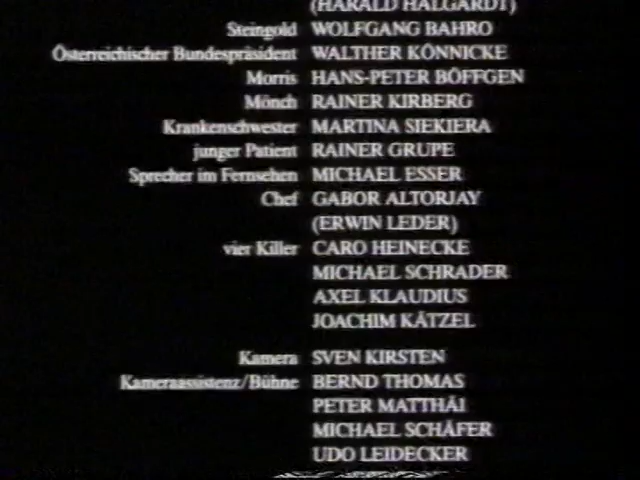 (HARALD HALGARDT)
Steingold WOLFGANG BAHRO
Österreichischer Bundespräsident WALTHER KÖNNICKE
Morris HANS-PETER BÖFFGEN
Mönch RAINER KIRBERG
Krankenschwester MARTINA SIEKIERA
junger Patient RAINER GRUPE
Sprecher im Fernsehen MICHAEL ESSER
Chef GABOR ALTORJAY
(ERWIN LEDER)
vier Killer CARO HEINECKE
MICHAEL SCHRADER
AXEL KLAUDIUS
JOACHIM KÄTZEL
Kamera SVEN KIRSTEN
Kameraassistenz/Bühne BERND THOMAS
PETER MATTHÄI
MICHAEL SCHÄFER
UDO LEIDECKER